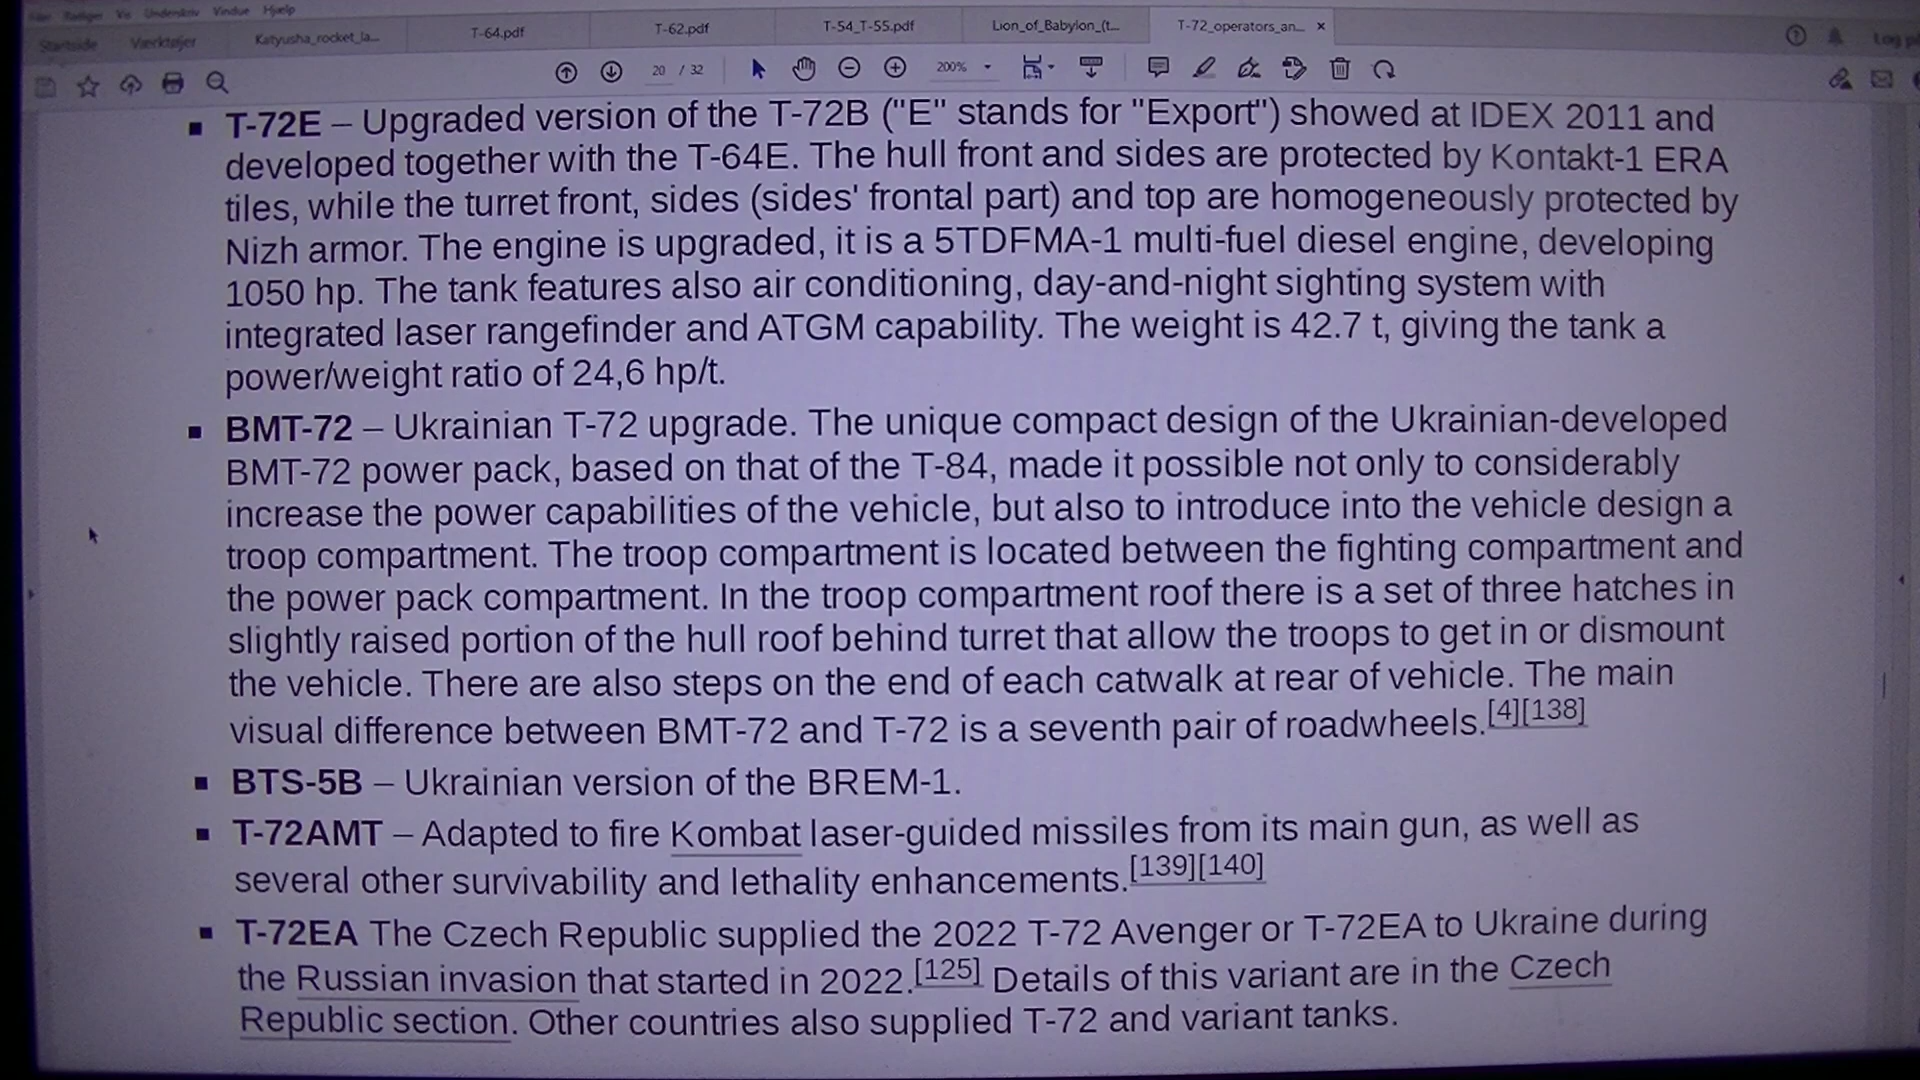 Filer Rediger Vis Underskriv Vindue Hjælp
Startside Værktøjer Katyusha_rocket_la... T-64.pdf T-62.pdf T-54_T-55.pdf Lion_of_Babylon_(t... T-72_operators_an... × Log på
20 / 32 200%
▪ T-72E – Upgraded version of the T-72B ("E" stands for "Export") showed at IDEX 2011 and
developed together with the T-64E. The hull front and sides are protected by Kontakt-1 ERA
tiles, while the turret front, sides (sides' frontal part) and top are homogeneously protected by
Nizh armor. The engine is upgraded, it is a 5TDFMA-1 multi-fuel diesel engine, developing
1050 hp. The tank features also air conditioning, day-and-night sighting system with
integrated laser rangefinder and ATGM capability. The weight is 42.7 t, giving the tank a
power/weight ratio of 24,6 hp/t.
▪ BMT-72 – Ukrainian T-72 upgrade. The unique compact design of the Ukrainian-developed
BMT-72 power pack, based on that of the T-84, made it possible not only to considerably
increase the power capabilities of the vehicle, but also to introduce into the vehicle design a
troop compartment. The troop compartment is located between the fighting compartment and
the power pack compartment. In the troop compartment roof there is a set of three hatches in
slightly raised portion of the hull roof behind turret that allow the troops to get in or dismount
the vehicle. There are also steps on the end of each catwalk at rear of vehicle. The main
visual difference between BMT-72 and T-72 is a seventh pair of roadwheels.[4][138]
▪ BTS-5B – Ukrainian version of the BREM-1.
▪ T-72AMT – Adapted to fire Kombat laser-guided missiles from its main gun, as well as
several other survivability and lethality enhancements.[139][140]
▪ T-72EA The Czech Republic supplied the 2022 T-72 Avenger or T-72EA to Ukraine during
the Russian invasion that started in 2022.[125] Details of this variant are in the Czech
Republic section. Other countries also supplied T-72 and variant tanks.